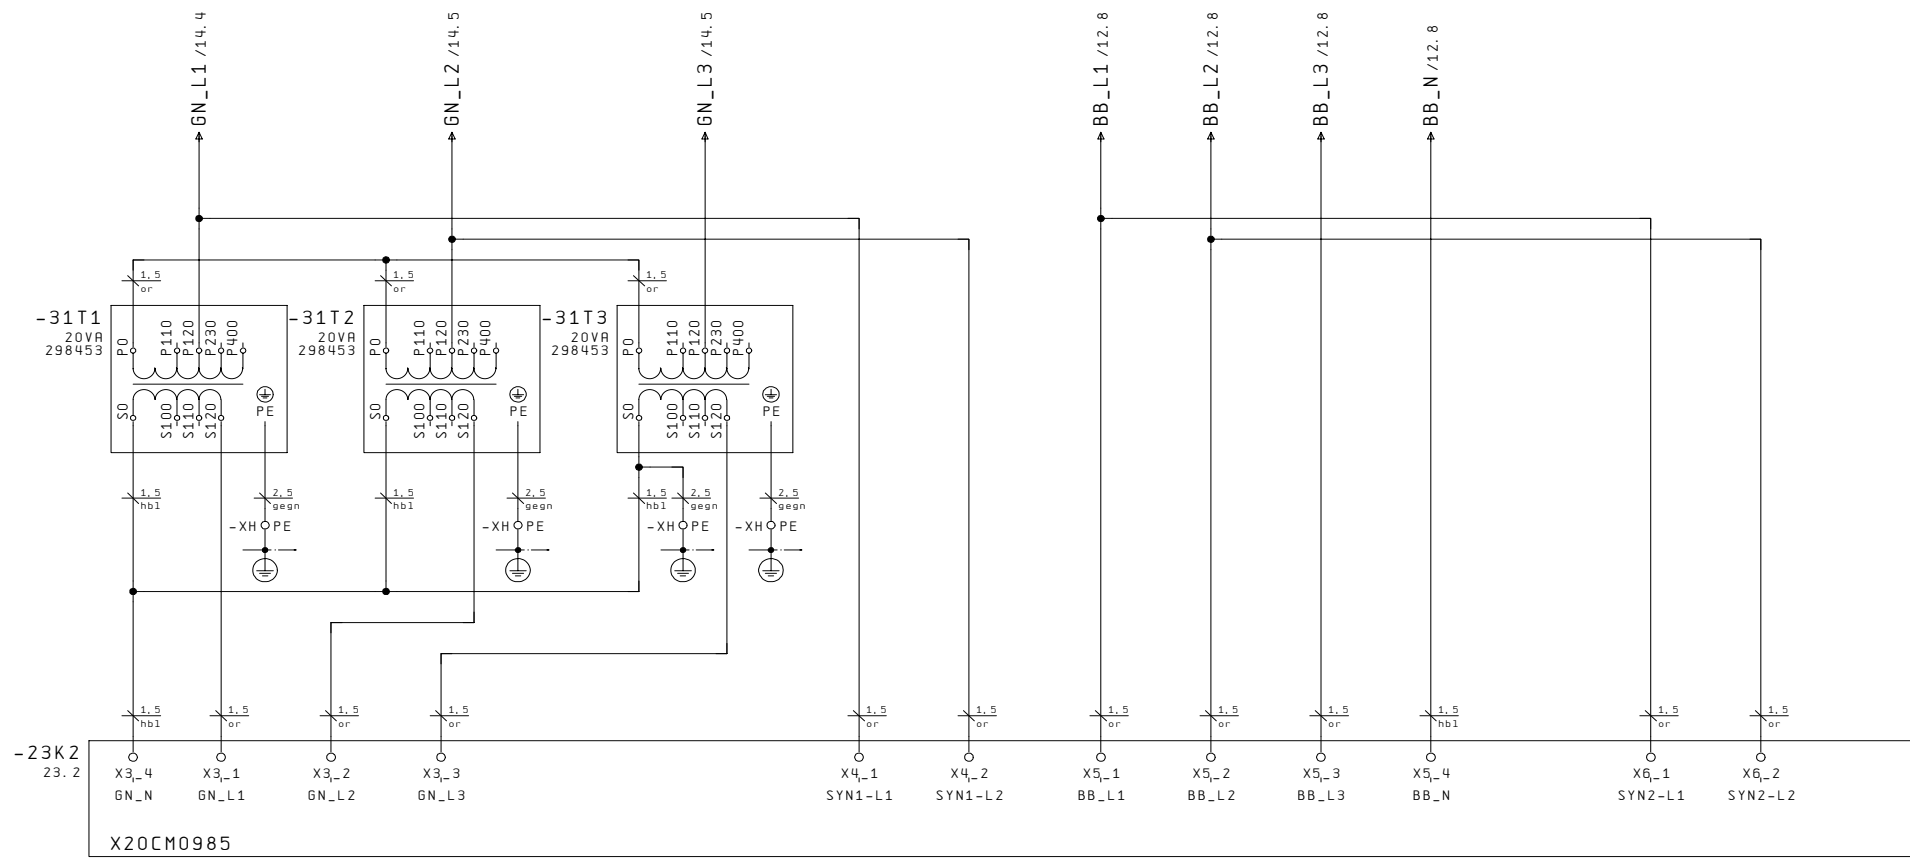 GN_L1 /14.4
GN_L2 /14.5
GN_L3 /14.5
BB_L1 /12.8
BB_L2 /12.8
BB_L3 /12.8
BB_N /12.8
1,5
or
1,5
or
1,5
or
-31T1
20VA
298453
P0
P110
P120
P230
P400
S0
S100
S110
S120
PE
-31T2
20VA
298453
P0
P110
P120
P230
P400
S0
S100
S110
S120
PE
-31T3
20VA
298453
P0
P110
P120
P230
P400
S0
S100
S110
S120
PE
1,5
hbl
2,5
gegn
1,5
hbl
2,5
gegn
1,5
hbl
2,5
gegn
2,5
gegn
-XH PE
-XH PE
-XH PE
-XH PE
1,5
hbl
1,5
or
1,5
or
1,5
or
1,5
or
1,5
or
1,5
or
1,5
or
1,5
or
1,5
hbl
1,5
or
1,5
or
-23K2
23.2
X3_4
GN_N
X3_1
GN_L1
X3_2
GN_L2
X3_3
GN_L3
X4_1
SYN1-L1
X4_2
SYN1-L2
X5_1
BB_L1
X5_2
BB_L2
X5_3
BB_L3
X5_4
BB_N
X6_1
SYN2-L1
X6_2
SYN2-L2
X20CM0985